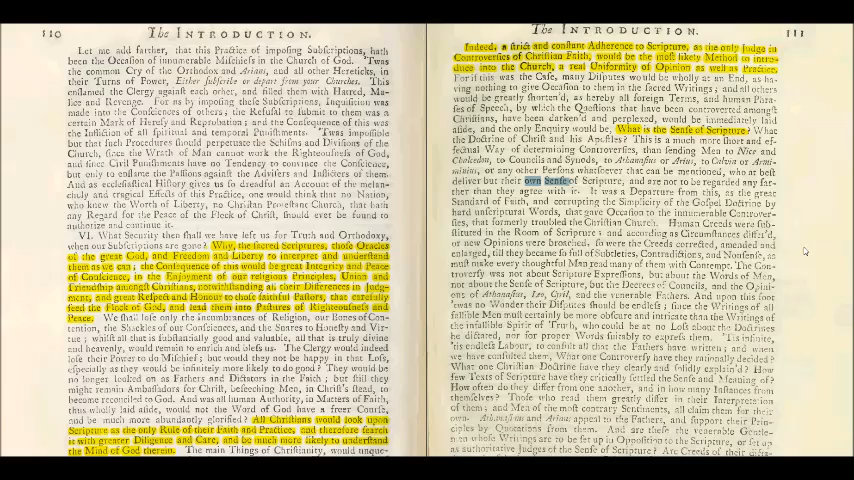 110
The INTRODUCTION.
Let me add farther, that this Practice of imposing Subscriptions, hath
been the Occasion of innumerable Mischiefs in the Church of God. 'Twas
the common Cry of the Orthodox and Arians, and all other Hereticks, in
their Turns of Power, Either subscribe or depart from your Churches. This
enslamed the Clergy against each other, and filled them with Hatred, Ma-
lice and Revenge. For us by imposing these Subscriptions, Inquisition was
made into the Consciences of others; the Refusal to submit to them was a
certain Mark of Heresy and Reprobation; and the Consequence of this was
the Infliction of all spiritual and temporal Punishments. 'Twas impossible
but that such Procedures should perpetuate the Schisms and Divisions of the
Church, since the Wrath of Man cannot work the Righteousness of God,
and since Civil Punishments have no Tendency to convince the Conscience,
but only to enflame the Passions against the Advisers and Inflicters of them.
And as ecclesiastical History gives us so dreadful an Account of the melan-
choly and tragical Effects of this Practice, one would think that no Nation,
who knew the Worth of Liberty, no Christian Protestant Church, that hath
any Regard for the Peace of the Flock of Christ, should ever be found to
authorize and continue it.
VI. What Security then shall we have left us for Truth and Orthodoxy,
when our Subscriptions are gone? Why, the sacred Scriptures, those Oracles
of the great God, and Freedom and Liberty to interpret and understand
them as we can; the Consequence of this would be great Integrity and Peace
of Conscience, in the Enjoyment of our religious Principles, Union and
Friendship amongst Christians, notwithstanding all their Differences in Judg-
ment, and great Respect and Honour to those faithful Pastors, that carefully
feed the Flock of God, and lead them into Pastures of Righteousness and
Peace. We shall lose only the incumbrances of Religion, our Bones of Con-
tention, the Shackles of our Consciences, and the Snares to Honesty and Vir-
tue; whilst all that is substantially good and valuable, all that is truly divine
and heavenly, would remain to enrich and bless us. The Clergy would indeed
lose their Power to do Mischief; but would they not be happy in that Loss,
especially as they would be infinitely more likely to do good? They would be
no longer looked on as Fathers and Dictators in the Faith; but still they
might remain Ambassadors for Christ, beseeching Men, in Christ's stead, to
become reconciled to God. And was all human Authority, in Matters of Faith,
thus wholly laid aside, would not the Word of God have a freer Course,
and be much more abundantly glorified? All Christians would look upon
Scripture as the only Rule of their Faith and Practice, and therefore search
it with greater Diligence and Care, and be much more likely to understand
the Mind of God therein. The main Things of Christianity, would unque-
The INTRODUCTION.
111
Indeed, a strict and constant Adherence to Scripture, as the only Judge in
Controversies of Christian Faith, would be the most likely Method to intro-
duce into the Church, a real Uniformity of Opinion as well as Practice.
For if this was the Case, many Disputes would be wholly at an End, as ha-
ving nothing to give Occasion to them in the sacred Writings; and all others
would be greatly shorten'd, as hereby all foreign Terms, and human Phra-
ses of Speech, by which the Questions that have been controverted amongst
Christians, have been darken'd and perplexed, would be immediately laid
aside, and the only Enquiry would be, What is the Sense of Scripture? What
the Doctrine of Christ and his Apostles? This is a much more short and ef-
fectual Way of determining Controversies, than sending Men to Nice and
Chalcedon, to Councils and Synods, to Athanasius or Arius, to Calvin or Armi-
nius, or any other Persons whatsoever that can be mentioned, who at best
deliver but their own Sense of Scripture, and are not to be regarded any far-
ther than they agree with it. It was a Departure from this, as the great
Standard of Faith, and corrupting the Simplicity of the Gospel Doctrine by
hard unscriptural Words, that gave Occasion to the innumerable Controver-
sies, that formerly troubled the Christian Church. Human Creeds were sub-
stituted in the Room of Scripture; and according as Circumstances differ'd,
or new Opinions were broached, so were the Creeds corrected, amended and
enlarged, till they became so full of Subtleties, Contradictions, and Nonsense, as
must make every thoughtful Man read many of them with Contempt. The Con-
troversy was not about Scripture Expressions, but about the Words of Men,
not about the Sense of Scripture, but the Decrees of Councils, and the Opini-
ons of Athanasius, Leo, Cyril, and the venerable Fathers. And upon this foot
'twas no Wonder their Disputes should be endless; since the Writings of all
fallible Men must certainly be more obscure and intricate than the Writings of
the infallible Spirit of Truth, who could be at no Loss about the Doctrines
he dictated, nor for proper Words suitably to express them. 'Tis infinite,
'tis endless Labour, to consult all that the Fathers have written; and when
we have consulted them, What one Controversy have they rationally decided?
What one Christian Doctrine have they clearly and solidly explain'd? How
few Texts of Scripture have they critically settled the Sense and Meaning of?
How often do they differ from one another, and in how many Instances from
themselves? Those who read them greatly differ in their Interpretation
of them; and Men of the most contrary Sentiments, all claim them for their
own. Athanasius and Arians appeal to the Fathers, and support their Prin-
ciples by Quotations from them. And are these the venerable Gentle-
men whose Writings are to be set up in Opposition to the Scripture, or set up
as authoritative Judges of the Sense of Scripture? Are Creeds of their dicta-